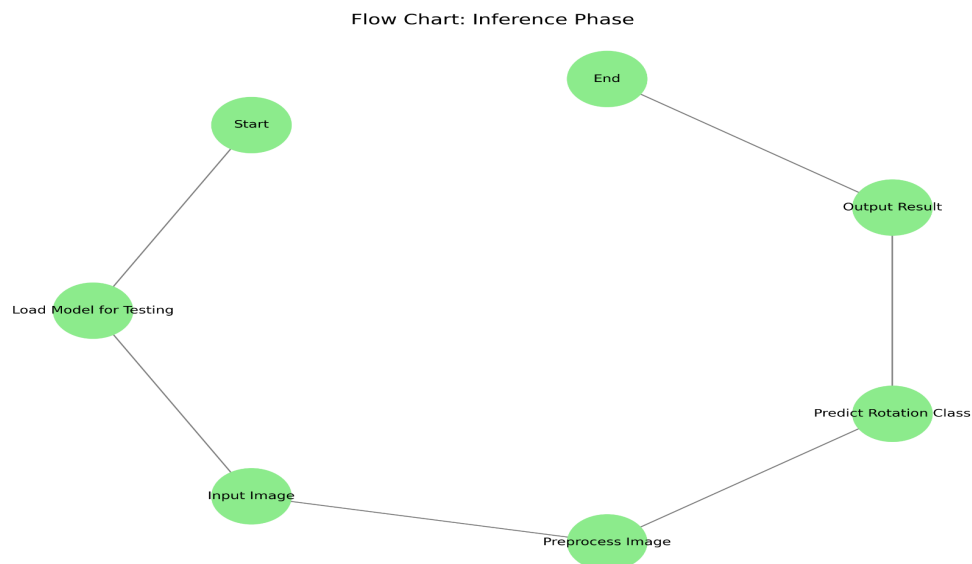 Flow Chart: Inference Phase
Start
Load Model for Testing
Input Image
Preprocess Image
Predict Rotation Class
Output Result
End